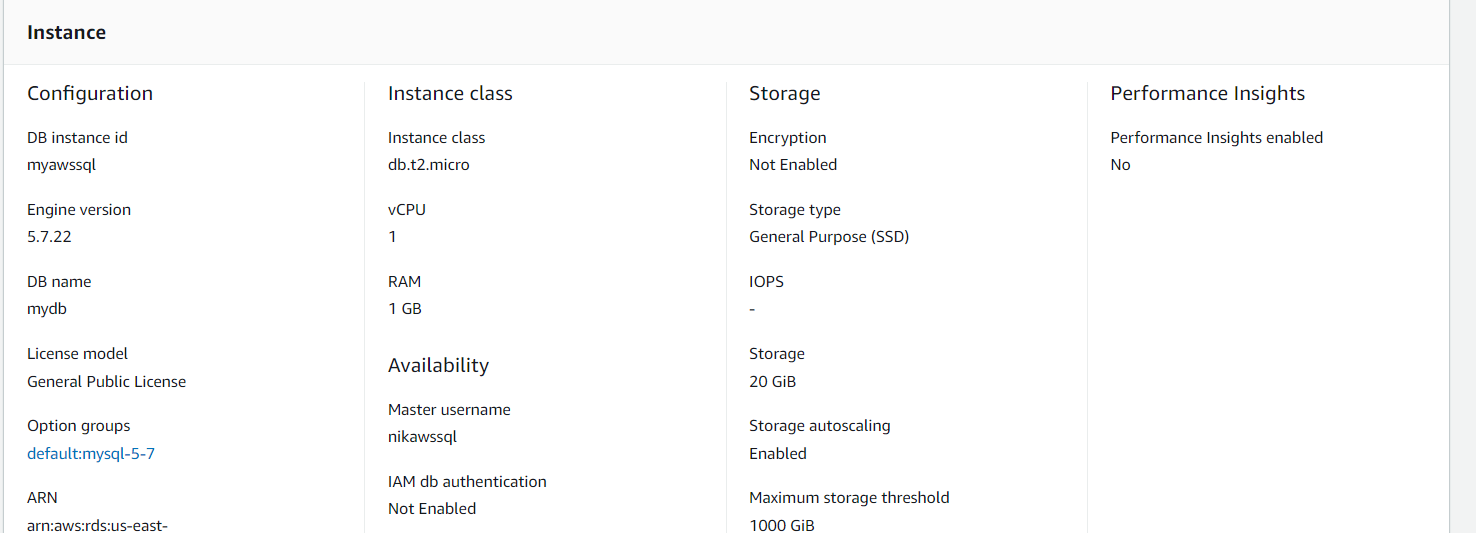 Instance
Configuration
DB instance id
myawssql
Engine version
5.7.22
DB name
mydb
License model
General Public License
Option groups
default:mysql-5-7
ARN
arn:aws:rds:us-east-
Instance class
Instance class
db.t2.micro
vCPU
1
RAM
1 GB
Availability
Master username
nikawssql
IAM db authentication
Not Enabled
Storage
Encryption
Not Enabled
Storage type
General Purpose (SSD)
IOPS
-
Storage
20 GiB
Storage autoscaling
Enabled
Maximum storage threshold
1000 GiB
Performance Insights
Performance Insights enabled
No